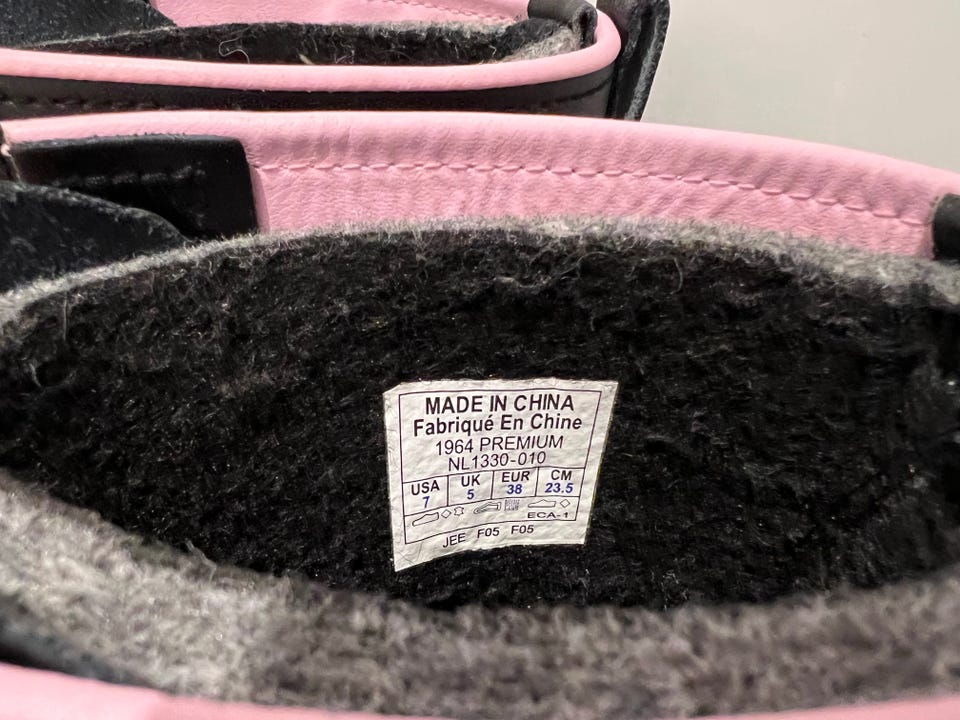 MADE IN CHINA
Fabriqué En Chine
1964 PREMIUM
NL1330-010
USA UK EUR CM
7 5 38 23.5
ECA-1
JEE F05 F05